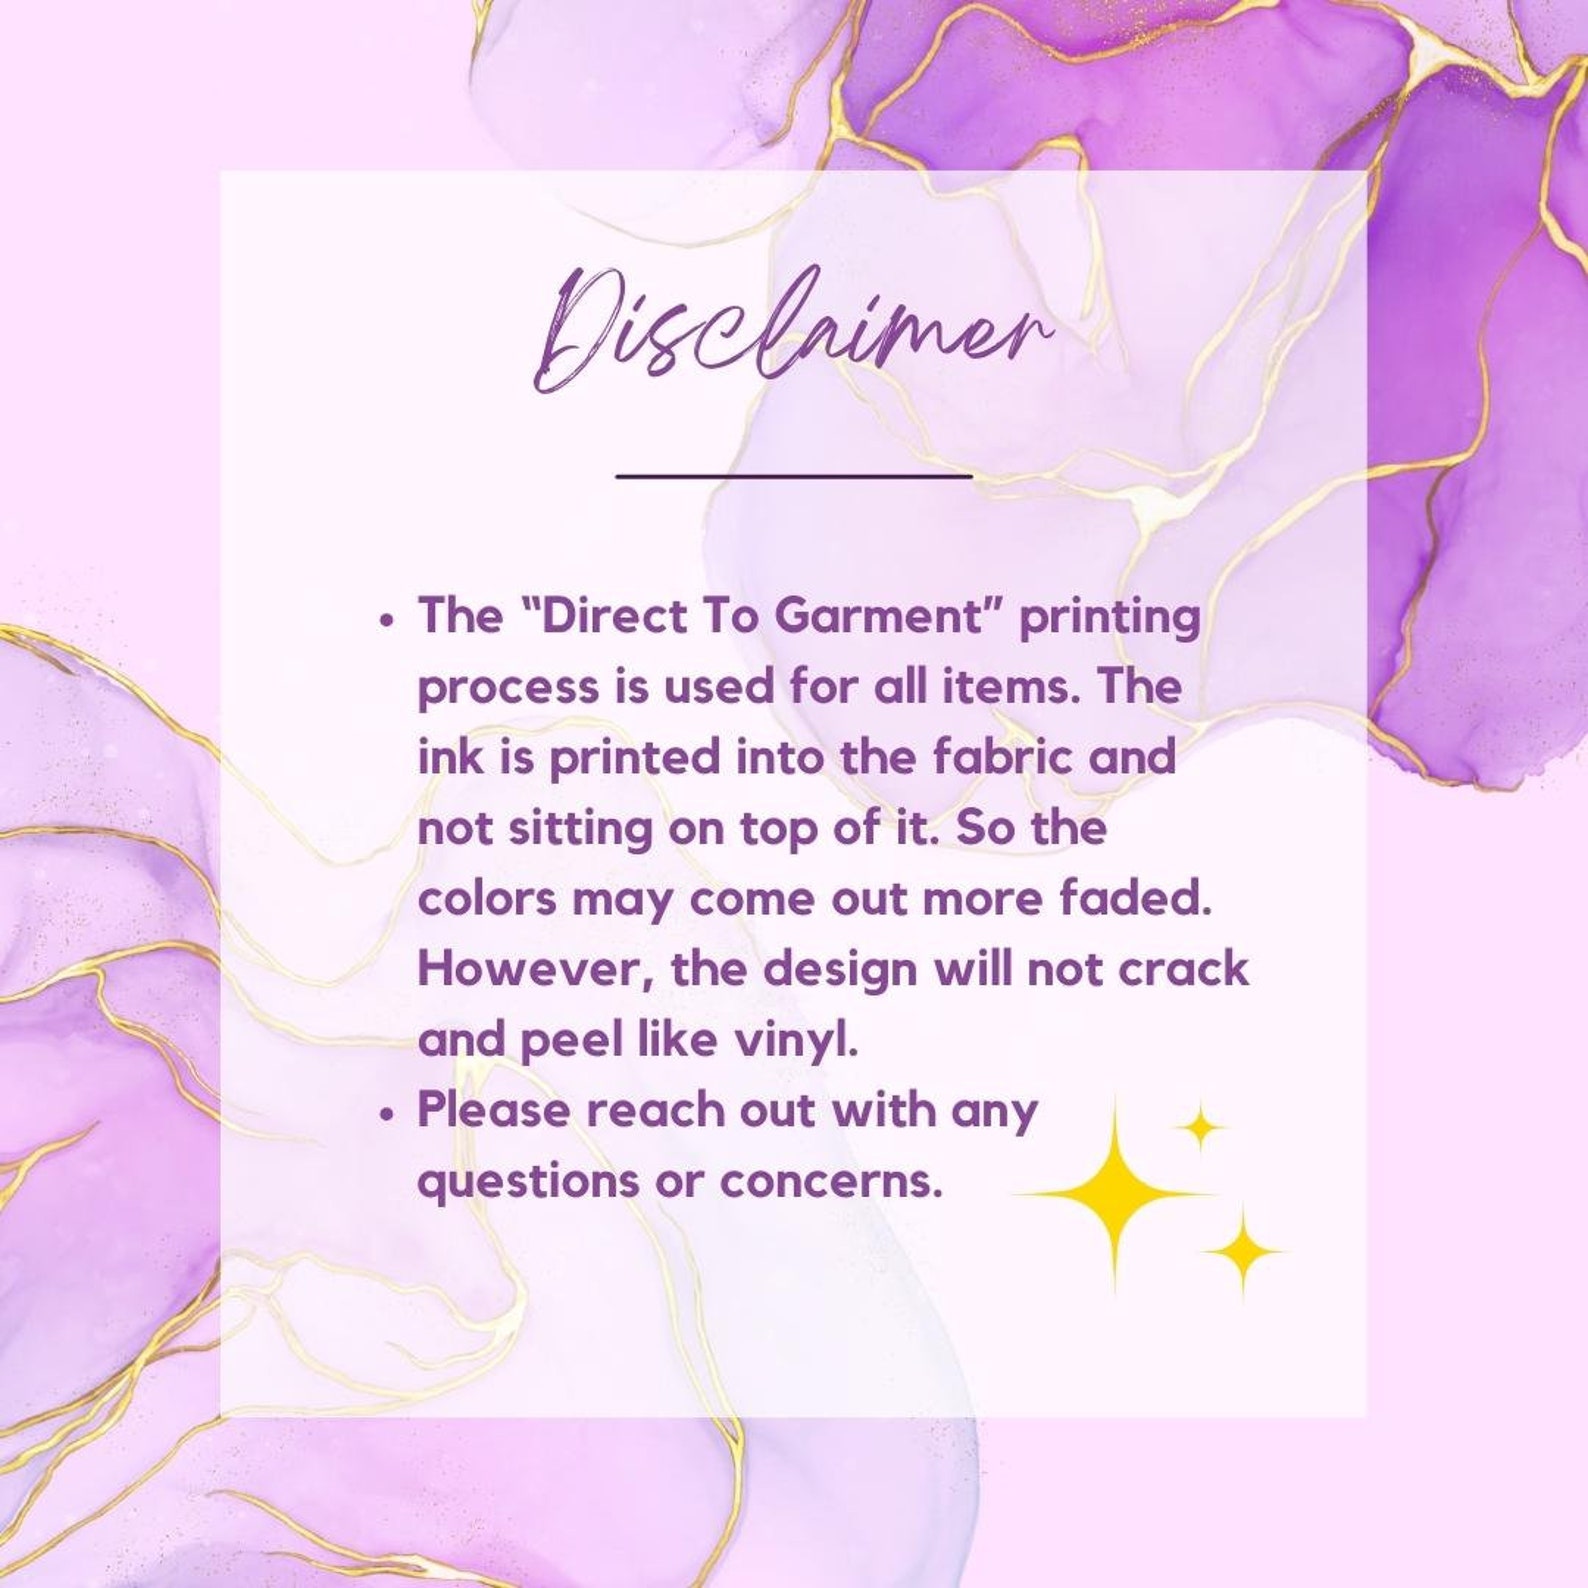 Disclaimer
• The “Direct To Garment” printing
process is used for all items. The
ink is printed into the fabric and
not sitting on top of it. So the
colors may come out more faded.
However, the design will not crack
and peel like vinyl.
• Please reach out with any
questions or concerns.